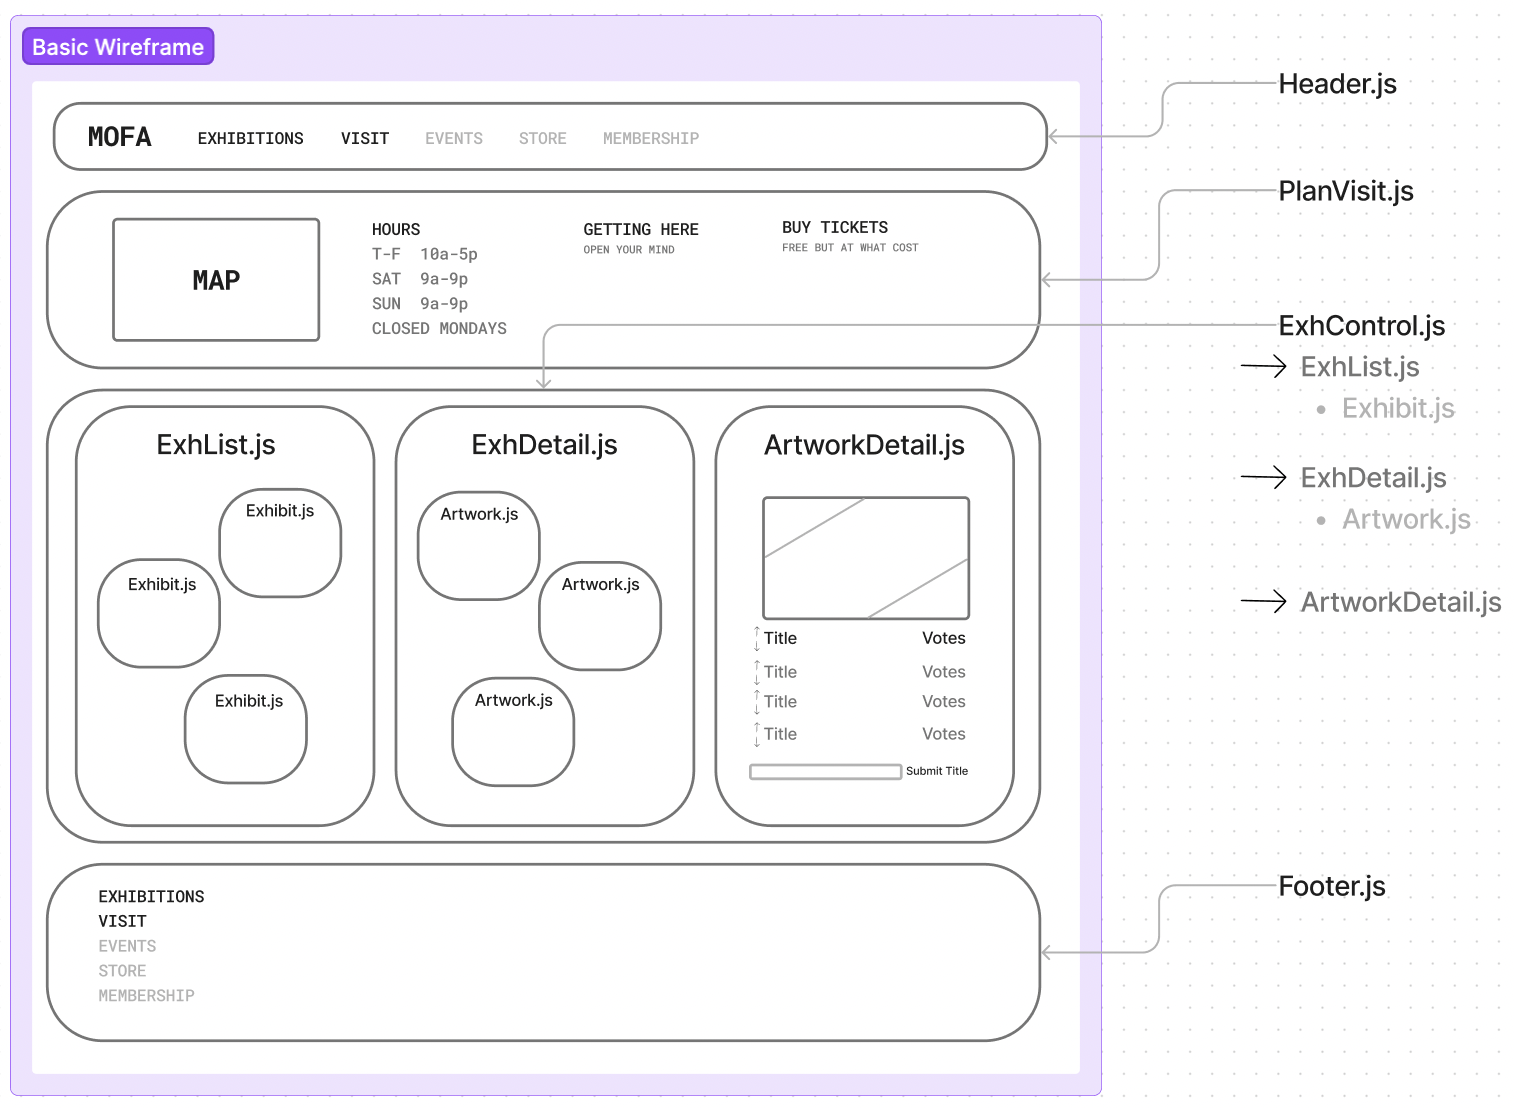 Basic Wireframe
MOFA EXHIBITIONS VISIT EVENTS STORE MEMBERSHIP
Header.js
MAP
HOURS
T-F 10a-5p
SAT 9a-9p
SUN 9a-9p
CLOSED MONDAYS
GETTING HERE
OPEN YOUR MIND
BUY TICKETS
FREE BUT AT WHAT COST
PlanVisit.js
ExhControl.js
ExhList.js
Exhibit.js
ExhDetail.js
Artwork.js
ArtworkDetail.js
ExhList.js
Exhibit.js
Exhibit.js
Exhibit.js
ExhDetail.js
Artwork.js
Artwork.js
Artwork.js
ArtworkDetail.js
Title Votes
Title Votes
Title Votes
Title Votes
Submit Title
EXHIBITIONS
VISIT
EVENTS
STORE
MEMBERSHIP
Footer.js